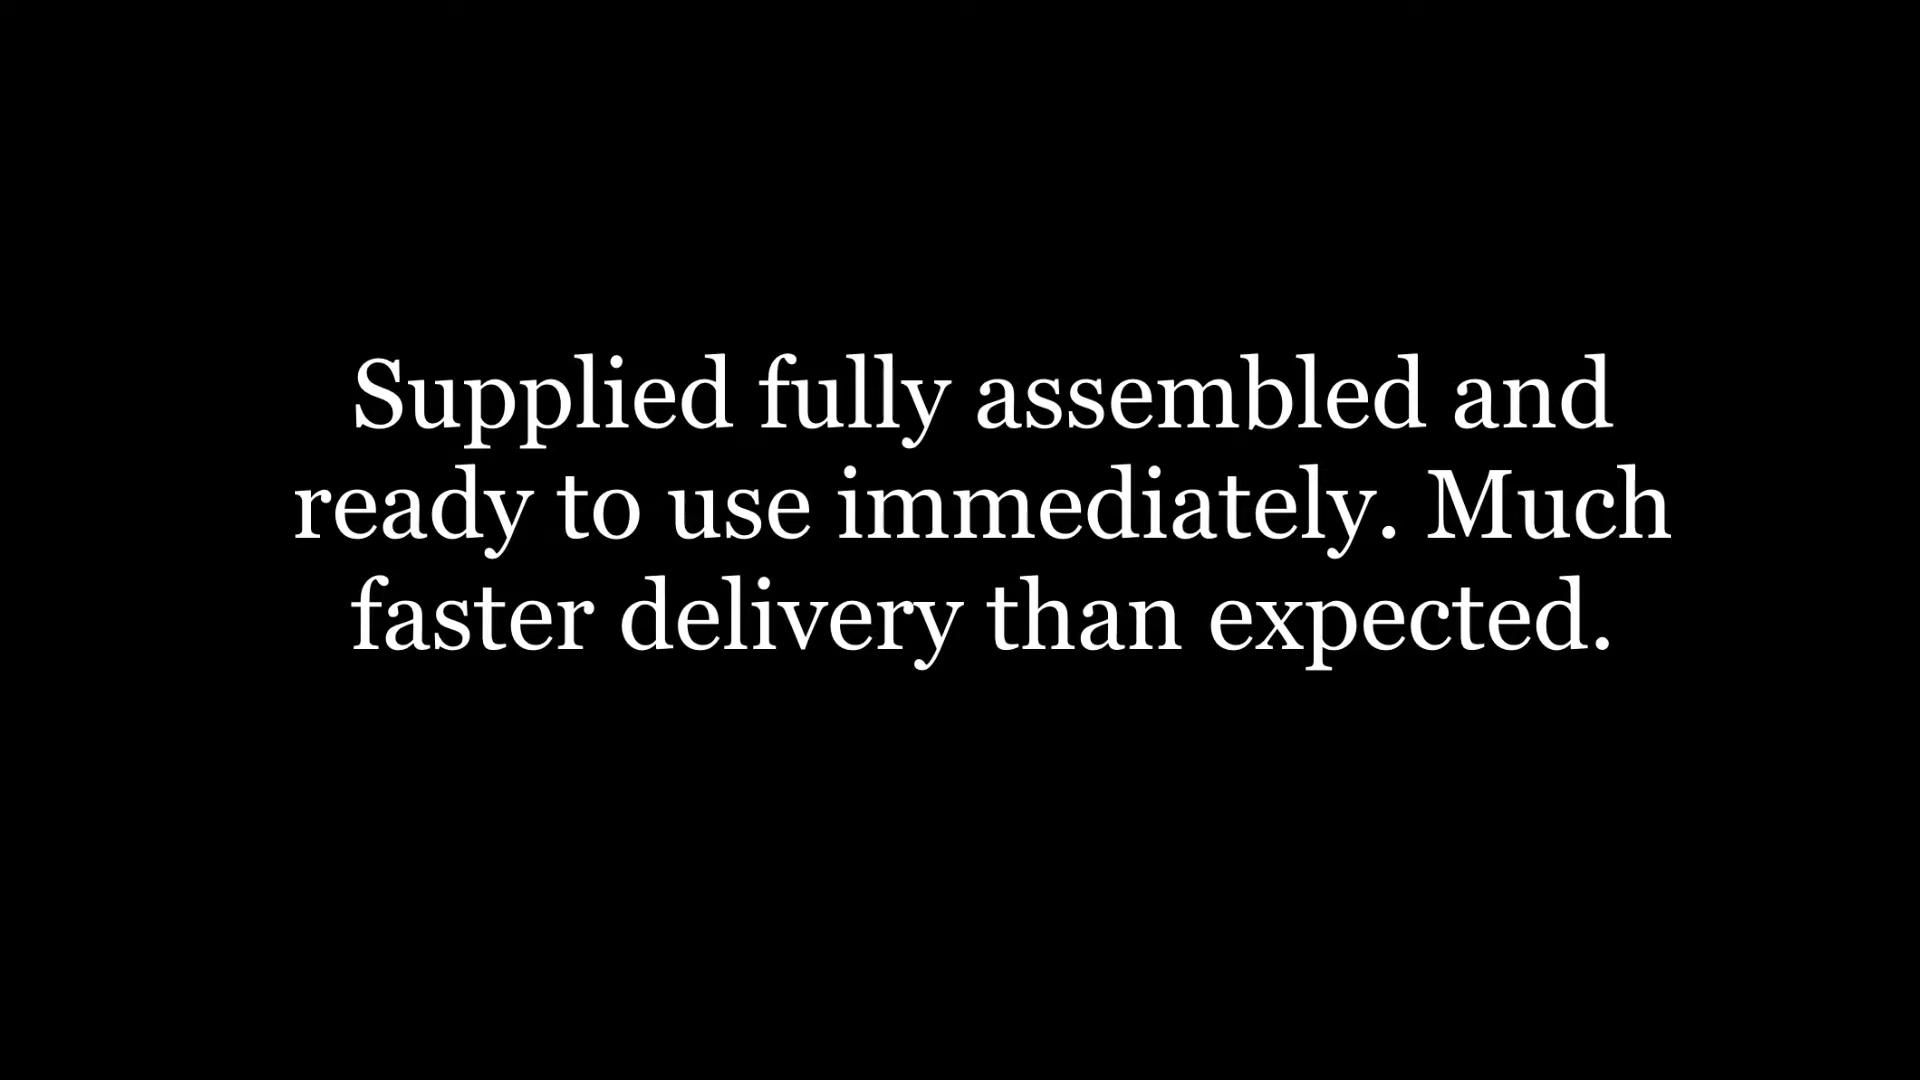 Supplied fully assembled and
ready to use immediately. Much
faster delivery than expected.